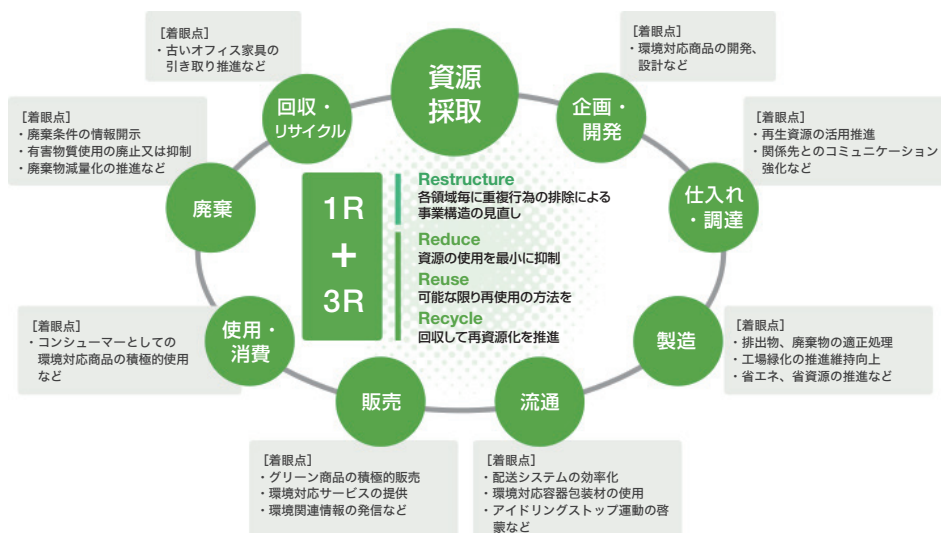 資源
採取
企画・
開発
[着眼点]
・環境対応商品の開発、
設計など
仕入れ
・調達
[着眼点]
・再生資源の活用推進
・関係先とのコミュニケーション
強化など
製造
[着眼点]
・排出物、廃棄物の適正処理
・工場緑化の推進維持向上
・省エネ、省資源の推進など
流通
[着眼点]
・配送システムの効率化
・環境対応容器包装材の使用
・アイドリングストップ運動の啓
蒙など
販売
[着眼点]
・グリーン商品の積極的販売
・環境対応サービスの提供
・環境関連情報の発信など
使用・
消費
[着眼点]
・コンシューマーとしての
環境対応商品の積極的使用
など
廃棄
[着眼点]
・廃棄条件の情報開示
・有害物質使用の廃止又は抑制
・廃棄物減量化の推進など
回収・
リサイクル
[着眼点]
・古いオフィス家具の
引き取り推進など
1R
+
3R
Restructure
各領域毎に重複行為の排除による
事業構造の見直し
Reduce
資源の使用を最小に抑制
Reuse
可能な限り再使用の方法を
Recycle
回収して再資源化を推進